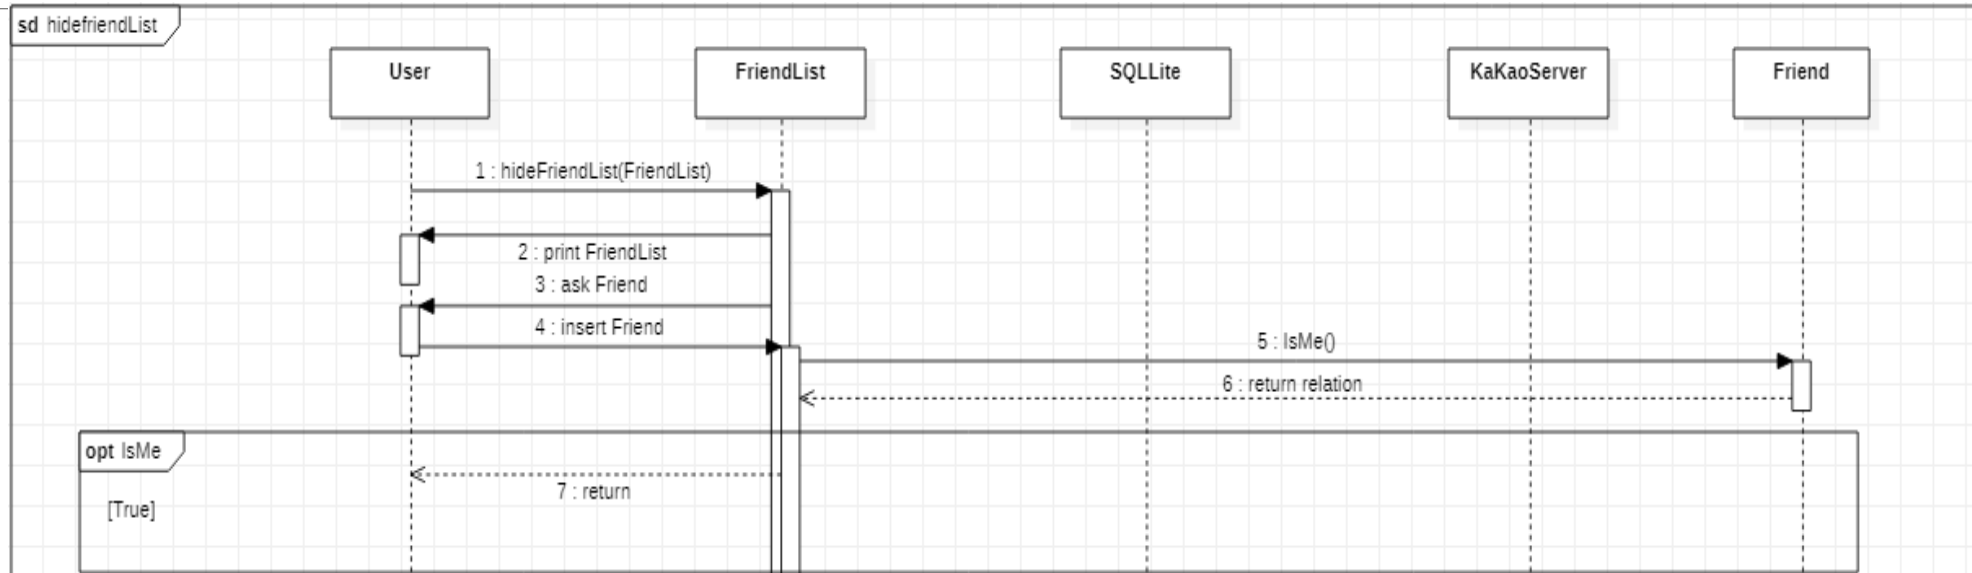 sd hidefriendList
User
FriendList
SQLLite
KaKaoServer
Friend
1 : hideFriendList(FriendList)
2 : print FriendList
3 : ask Friend
4 : insert Friend
5 : IsMe()
6 : return relation
opt IsMe
7 : return
[True]